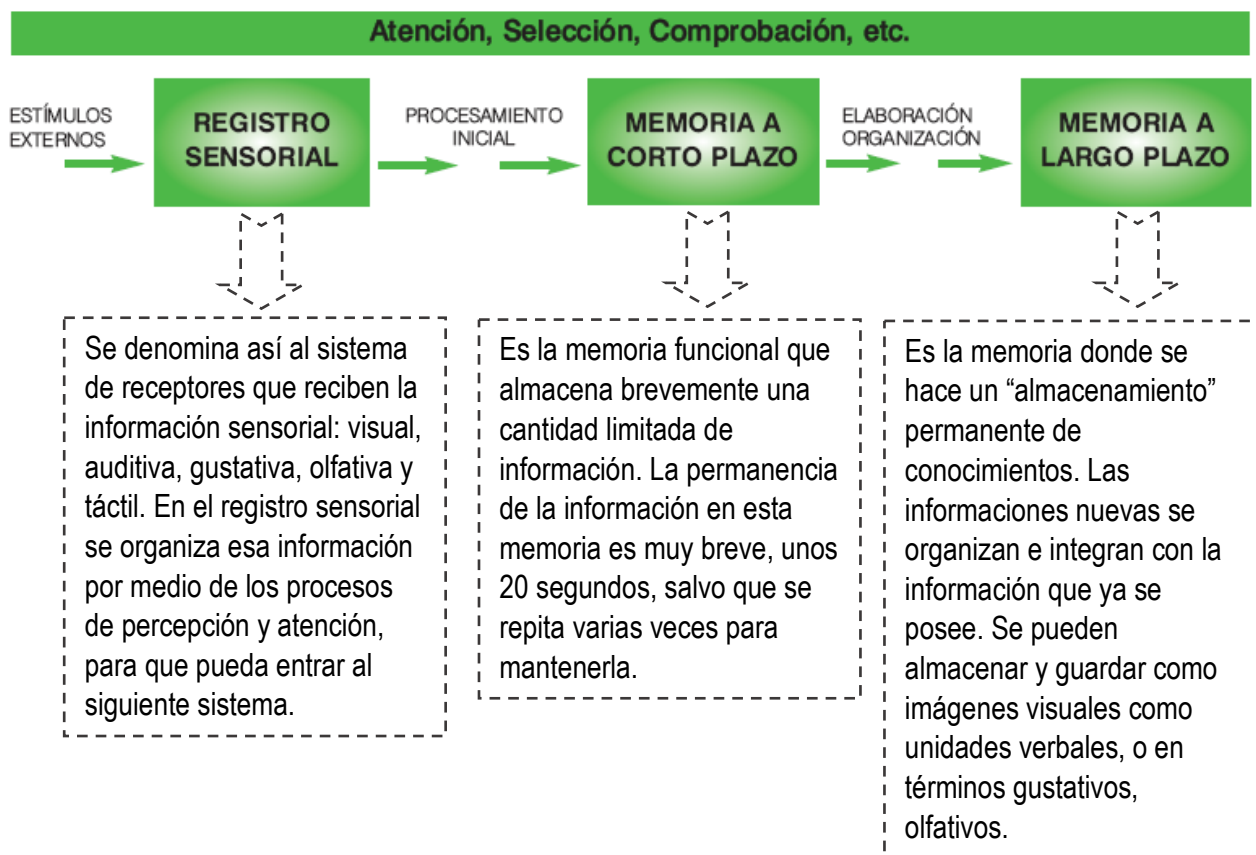 Atención, Selección, Comprobación, etc.
ESTÍMULOS
EXTERNOS
REGISTRO
SENSORIAL
PROCESAMIENTO
INICIAL
MEMORIA A
CORTO PLAZO
ELABORACIÓN
ORGANIZACIÓN
MEMORIA A
LARGO PLAZO
Se denomina así al sistema
de receptores que reciben la
información sensorial: visual,
auditiva, gustativa, olfativa y
táctil. En el registro sensorial
se organiza esa información
por medio de los procesos
de percepción y atención,
para que pueda entrar al
siguiente sistema.
Es la memoria funcional que
almacena brevemente una
cantidad limitada de
información. La permanencia
de la información en esta
memoria es muy breve, unos
20 segundos, salvo que se
repita varias veces para
mantenerla.
Es la memoria donde se
hace un “almacenamiento”
permanente de
conocimientos. Las
informaciones nuevas se
organizan e integran con la
información que ya se
posee. Se pueden
almacenar y guardar como
imágenes visuales como
unidades verbales, o en
términos gustativos,
olfativos.